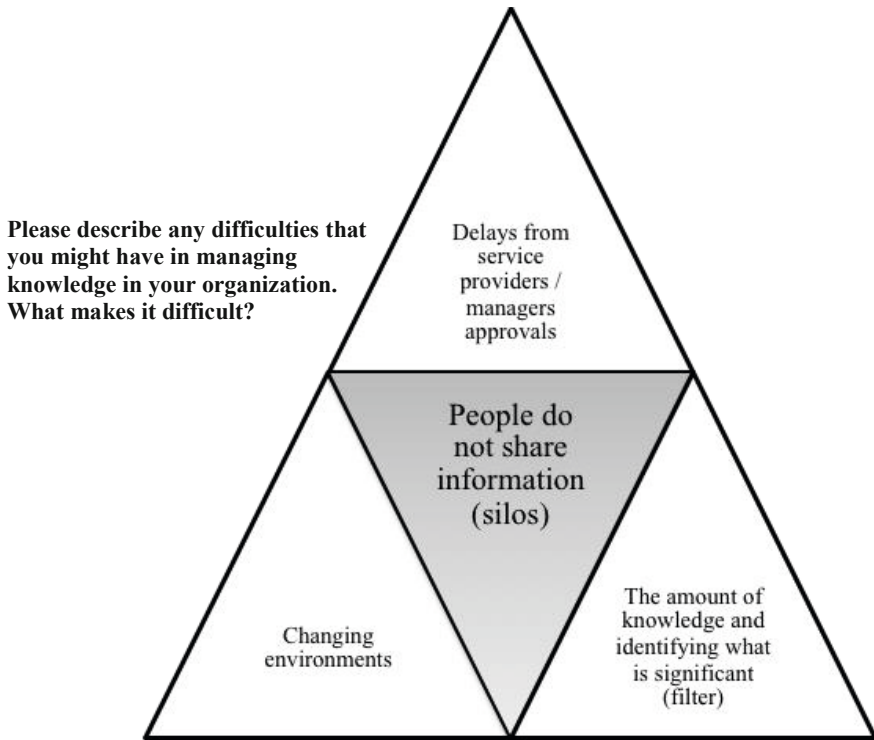 Please describe any difficulties that
you might have in managing
knowledge in your organization.
What makes it difficult?
Delays from
service
providers /
managers
approvals
People do
not share
information
(silos)
Changing
environments
The amount of
knowledge and
identifying what
is significant
(filter)